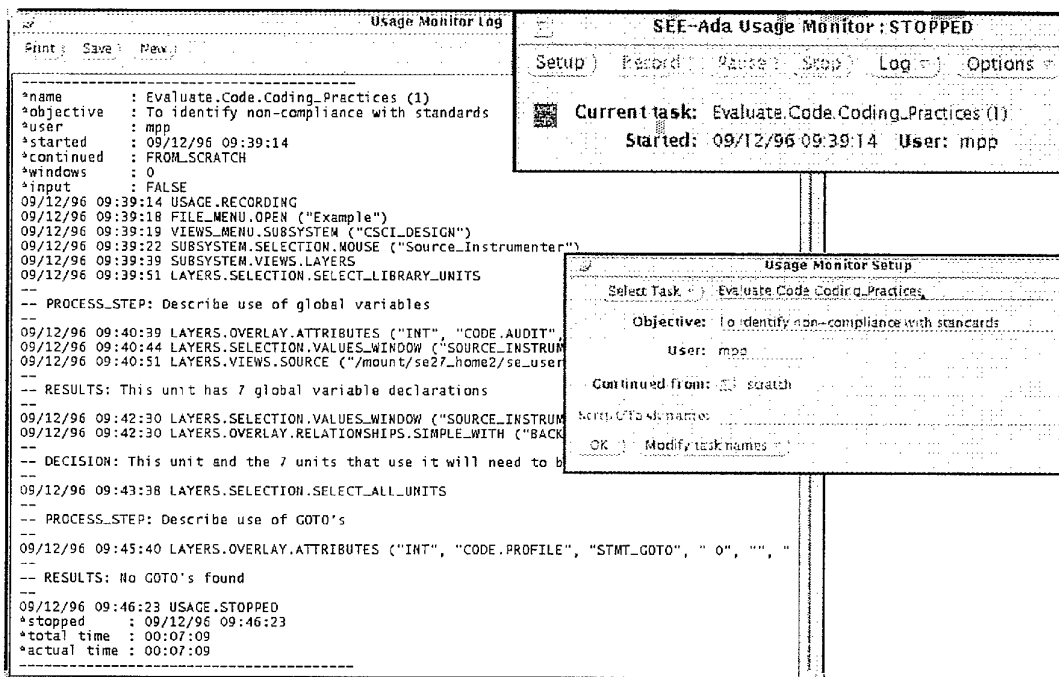 Usage Monitor Log
Print Save New
----------------------------------------
*name : Evaluate.Code.Coding_Practices (1)
*objective : To identify non-compliance with standards
*user : mpp
*started : 09/12/96 09:39:14
*continued : FROM_SCRATCH
*windows : 0
*input : FALSE
09/12/96 09:39:14 USAGE.RECORDING
09/12/96 09:39:18 FILE_MENU.OPEN ("Example")
09/12/96 09:39:19 VIEWS_MENU.SUBSYSTEM ("CSCI_DESIGN")
09/12/96 09:39:22 SUBSYSTEM.SELECTION.MOUSE ("Source_Instrumenter")
09/12/96 09:39:39 SUBSYSTEM.VIEWS.LAYERS
09/12/96 09:39:51 LAYERS.SELECTION.SELECT_LIBRARY_UNITS
--
-- PROCESS_STEP: Describe use of global variables
--
09/12/96 09:40:39 LAYERS.OVERLAY.ATTRIBUTES ("INT", "CODE.AUDIT",
09/12/96 09:40:44 LAYERS.SELECTION.VALUES_WINDOW ("SOURCE_INSTRUM
09/12/96 09:40:51 LAYERS.VIEWS.SOURCE ("/mount/se27_home2/se_user
--
-- RESULTS: This unit has 7 global variable declarations
--
09/12/96 09:42:30 LAYERS.SELECTION.VALUES_WINDOW ("SOURCE_INSTRUM
09/12/96 09:42:30 LAYERS.OVERLAY.RELATIONSHIPS.SIMPLE_WITH ("BACK
--
-- DECISION: This unit and the 7 units that use it will need to b
--
09/12/96 09:43:38 LAYERS.SELECTION.SELECT_ALL_UNITS
--
-- PROCESS_STEP: Describe use of GOTO's
--
09/12/96 09:45:40 LAYERS.OVERLAY.ATTRIBUTES ("INT", "CODE.PROFILE", "STMT_GOTO", " 0", "", "
--
-- RESULTS: No GOTO's found
--
09/12/96 09:46:23 USAGE.STOPPED
*stopped : 09/12/96 09:46:23
*total time : 00:07:09
*actual time : 00:07:09
----------------------------------------
SEE-Ada Usage Monitor : STOPPED
Setup Record Pause Stop Log Options
Current task: Evaluate.Code.Coding_Practices (1)
Started: 09/12/96 09:39:14 User: mpp
Usage Monitor Setup
Select Task Evaluate.Code.Coding_Practices
Objective: To identify non-compliance with standards
User: mpp
Continued from: scratch
name:
OK Modify task names